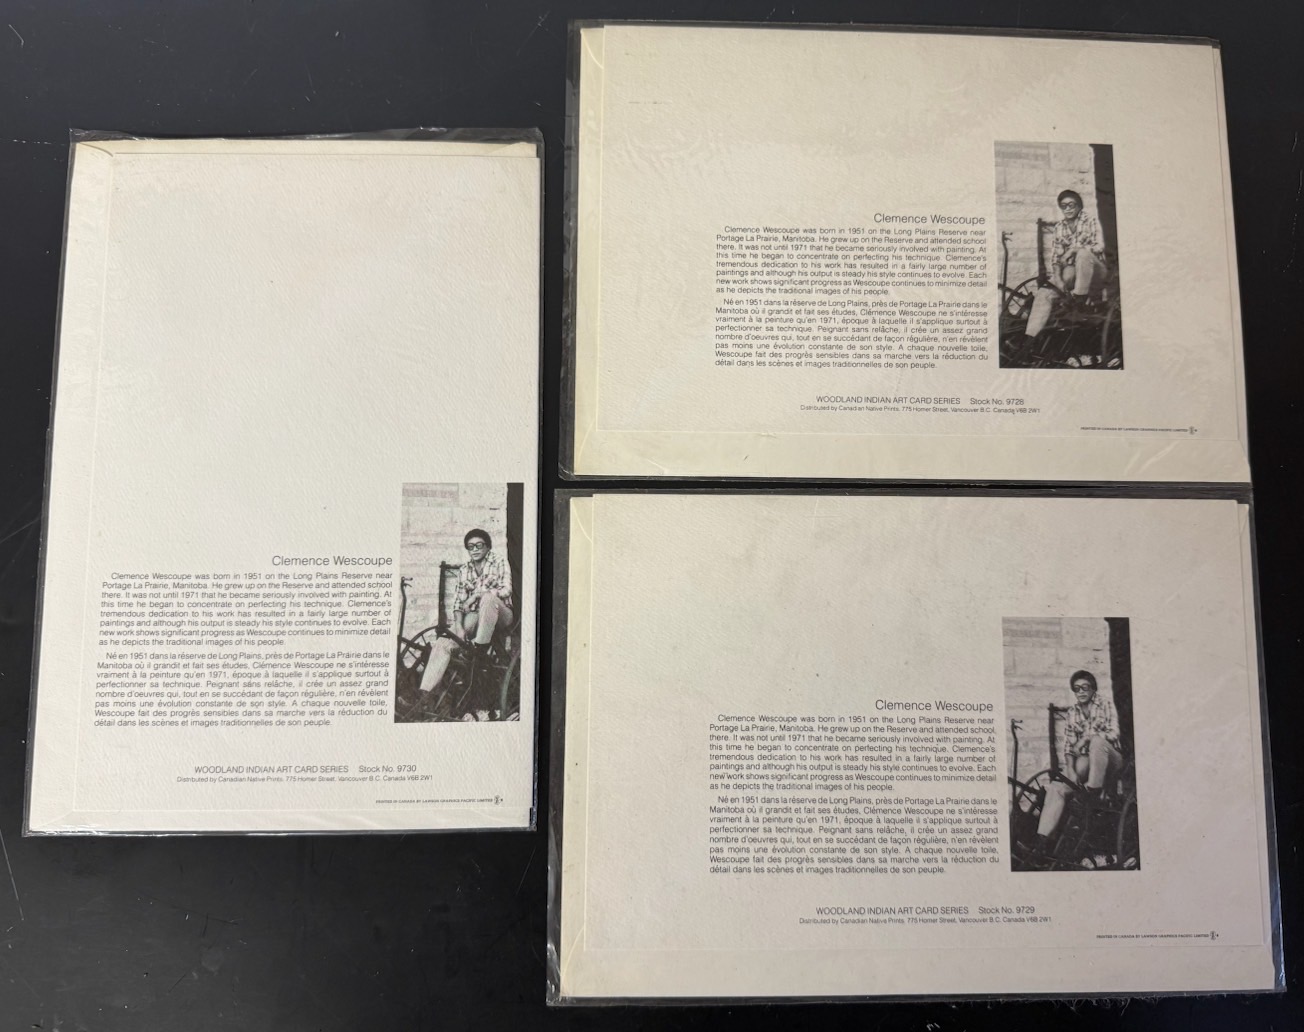 Clemence Wescoupe
Clemence Wescoupe was born in 1951 on the Long Plains Reserve near
Portage La Prairie, Manitoba. He grew up on the Reserve and attended school
there. It was not until 1971 that he became seriously involved with painting. At
this time he began to concentrate on perfecting his technique. Clemence's
tremendous dedication to his work has resulted in a fairly large number of
paintings and although his output is steady his style continues to evolve. Each
new work shows significant progress as Wescoupe continues to minimize detail
as he depicts the traditional images of his people.
Né en 1951 dans la réserve de Long Plains, près de Portage La Prairie dans le
Manitoba où il grandit et fait ses études, Clémence Wescoupe ne s'intéresse
vraiment à la peinture qu'en 1971, époque à laquelle il s'applique surtout à
perfectionner sa technique. Peignant sans relâche, il crée un assez grand
nombre d'oeuvres qui, tout en se succédant de façon régulière, n'en révèlent
pas moins une évolution constante de son style. A chaque nouvelle toile,
Wescoupe fait des progrès sensibles dans sa marche vers la réduction du
détail dans les scènes et images traditionnelles de son peuple.
WOODLAND INDIAN ART CARD SERIES Stock No. 9730
Distributed by Canadian Native Prints, 775 Homer Street, Vancouver B.C. Canada V6B 2W1
PRINTED IN CANADA BY LAWSON GRAPHICS PACIFIC LIMITED
Clemence Wescoupe
Clemence Wescoupe was born in 1951 on the Long Plains Reserve near
Portage La Prairie, Manitoba. He grew up on the Reserve and attended school
there. It was not until 1971 that he became seriously involved with painting. At
this time he began to concentrate on perfecting his technique. Clemence's
tremendous dedication to his work has resulted in a fairly large number of
paintings and although his output is steady his style continues to evolve. Each
new work shows significant progress as Wescoupe continues to minimize detail
as he depicts the traditional images of his people.
Né en 1951 dans la réserve de Long Plains, près de Portage La Prairie dans le
Manitoba où il grandit et fait ses études, Clémence Wescoupe ne s'intéresse
vraiment à la peinture qu'en 1971, époque à laquelle il s'applique surtout à
perfectionner sa technique. Peignant sans relâche, il crée un assez grand
nombre d'oeuvres qui, tout en se succédant de façon régulière, n'en révèlent
pas moins une évolution constante de son style. A chaque nouvelle toile,
Wescoupe fait des progrès sensibles dans sa marche vers la réduction du
détail dans les scènes et images traditionnelles de son peuple.
WOODLAND INDIAN ART CARD SERIES Stock No. 9728
Distributed by Canadian Native Prints, 775 Homer Street, Vancouver B.C. Canada V6B 2W1
PRINTED IN CANADA BY LAWSON GRAPHICS PACIFIC LIMITED
Clemence Wescoupe
Clemence Wescoupe was born in 1951 on the Long Plains Reserve near
Portage La Prairie, Manitoba. He grew up on the Reserve and attended school,
there. It was not until 1971 that he became seriously involved with painting. At
this time he began to concentrate on perfecting his technique. Clemence's
tremendous dedication to his work has resulted in a fairly large number of
paintings and although his output is steady his style continues to evolve. Each
new work shows significant progress as Wescoupe continues to minimize detail
as he depicts the traditional images of his people.
Né en 1951 dans la réserve de Long Plains, près de Portage La Prairie dans le
Manitoba où il grandit et fait ses études, Clémence Wescoupe ne s'intéresse
vraiment à la peinture qu'en 1971, époque à laquelle il s'applique surtout à
perfectionner sa technique. Peignant sans relâche, il crée un assez grand
nombre d'oeuvres qui, tout en se succédant de façon régulière, n'en révèlent
pas moins une évolution constante de son style. A chaque nouvelle toile,
Wescoupe fait des progrès sensibles dans sa marche vers la réduction du
détail dans les scènes et images traditionnelles de son peuple.
WOODLAND INDIAN ART CARD SERIES Stock No. 9729
Distributed by Canadian Native Prints, 775 Homer Street, Vancouver B.C. Canada V6B 2W1
PRINTED IN CANADA BY LAWSON GRAPHICS PACIFIC LIMITED